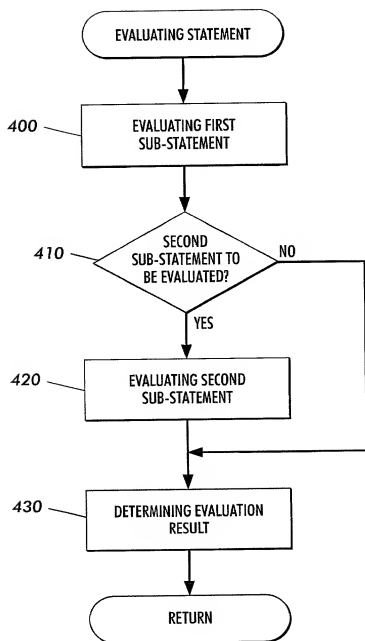 EVALUATING STATEMENT
400
EVALUATING FIRST
SUB-STATEMENT
410
SECOND
SUB-STATEMENT TO
BE EVALUATED?
NO
YES
420
EVALUATING SECOND
SUB-STATEMENT
430
DETERMINING EVALUATION
RESULT
RETURN